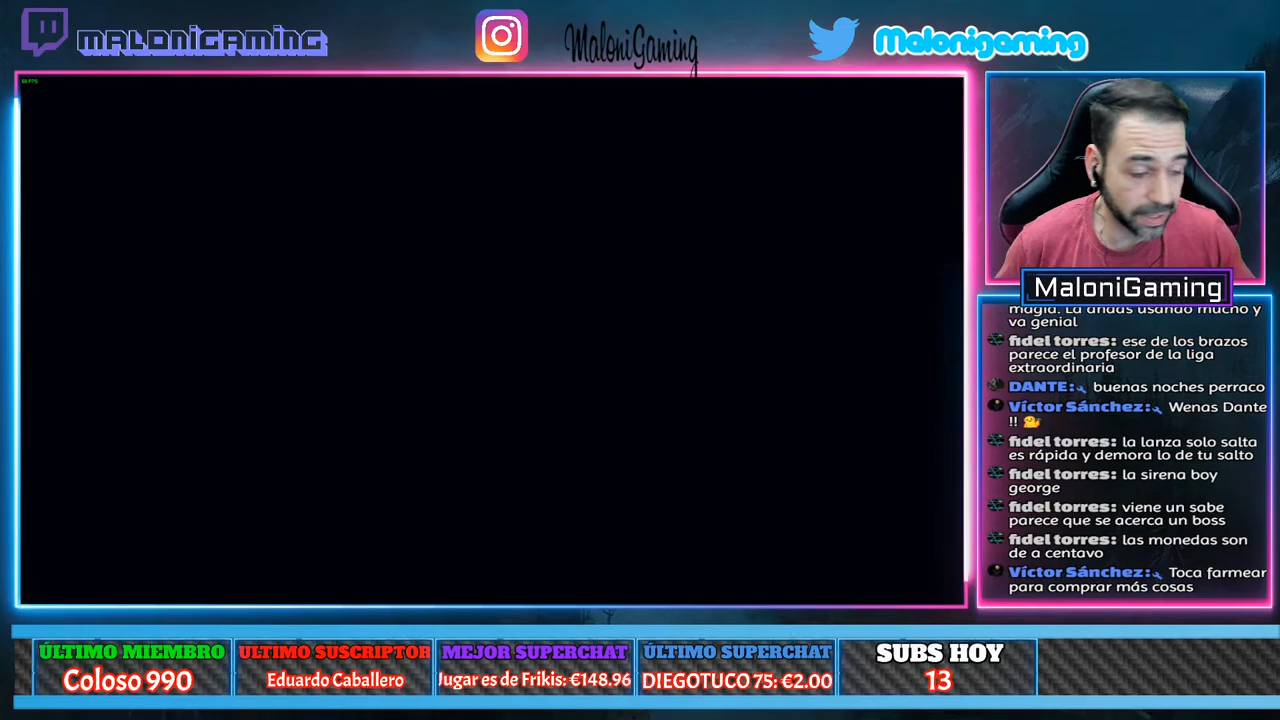 MALONIGAMING
MaloniGaming
Malonigaming
60 FPS
MaloniGaming
magia. La andas usando mucho y
va genial
fidel torres: ese de los brazos
parece el profesor de la liga
extraordinaria
DANTE: buenas noches perraco
Víctor Sánchez: Wenas Dante
!!
fidel torres: la lanza solo salta
es rápida y demora lo de tu salto
fidel torres: la sirena boy
george
fidel torres: viene un sabe
parece que se acerca un boss
fidel torres: las monedas son
de a centavo
Víctor Sánchez: Toca farmear
para comprar más cosas
ÚLTIMO MIEMBRO
Coloso 990
ULTIMO SUSCRIPTOR
Eduardo Caballero
MEJOR SUPERCHAT
Jugar es de Frikis: €148.96
ÚLTIMO SUPERCHAT
DIEGOTUCO 75: €2.00
SUBS HOY
13